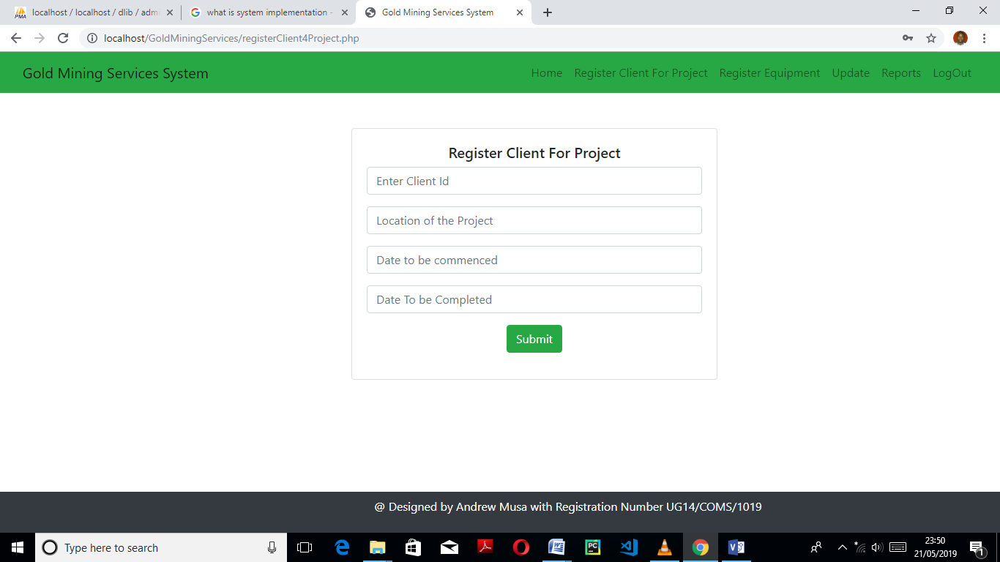 localhost / localhost / dlib / adm
what is system implementation -
Gold Mining Services System
localhost/GoldMiningServices/registerClient4Project.php
Gold Mining Services System
Home Register Client For Project Register Equipment Update Reports LogOut
Register Client For Project
Enter Client Id
Location of the Project
Date to be commenced
Date To be Completed
Submit
@ Designed by Andrew Musa with Registration Number UG14/COMS/1019
Type here to search
23:50
21/05/2019